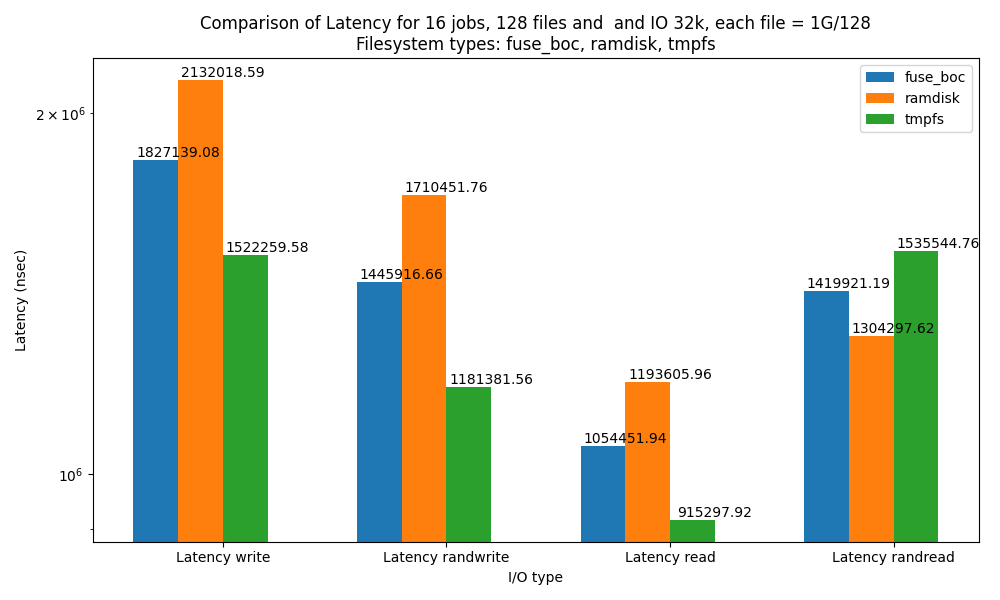 Comparison of Latency for 16 jobs, 128 files and  and IO 32k, each file = 1G/128
Filesystem types: fuse_boc, ramdisk, tmpfs
fuse_boc
ramdisk
tmpfs
Latency (nsec)
2 × 10⁶
10⁶
1827139.08
2132018.59
1522259.58
1445916.66
1710451.76
1181381.56
1054451.94
1193605.96
915297.92
1419921.19
1304297.62
1535544.76
Latency write
Latency randwrite
Latency read
Latency randread
I/O type